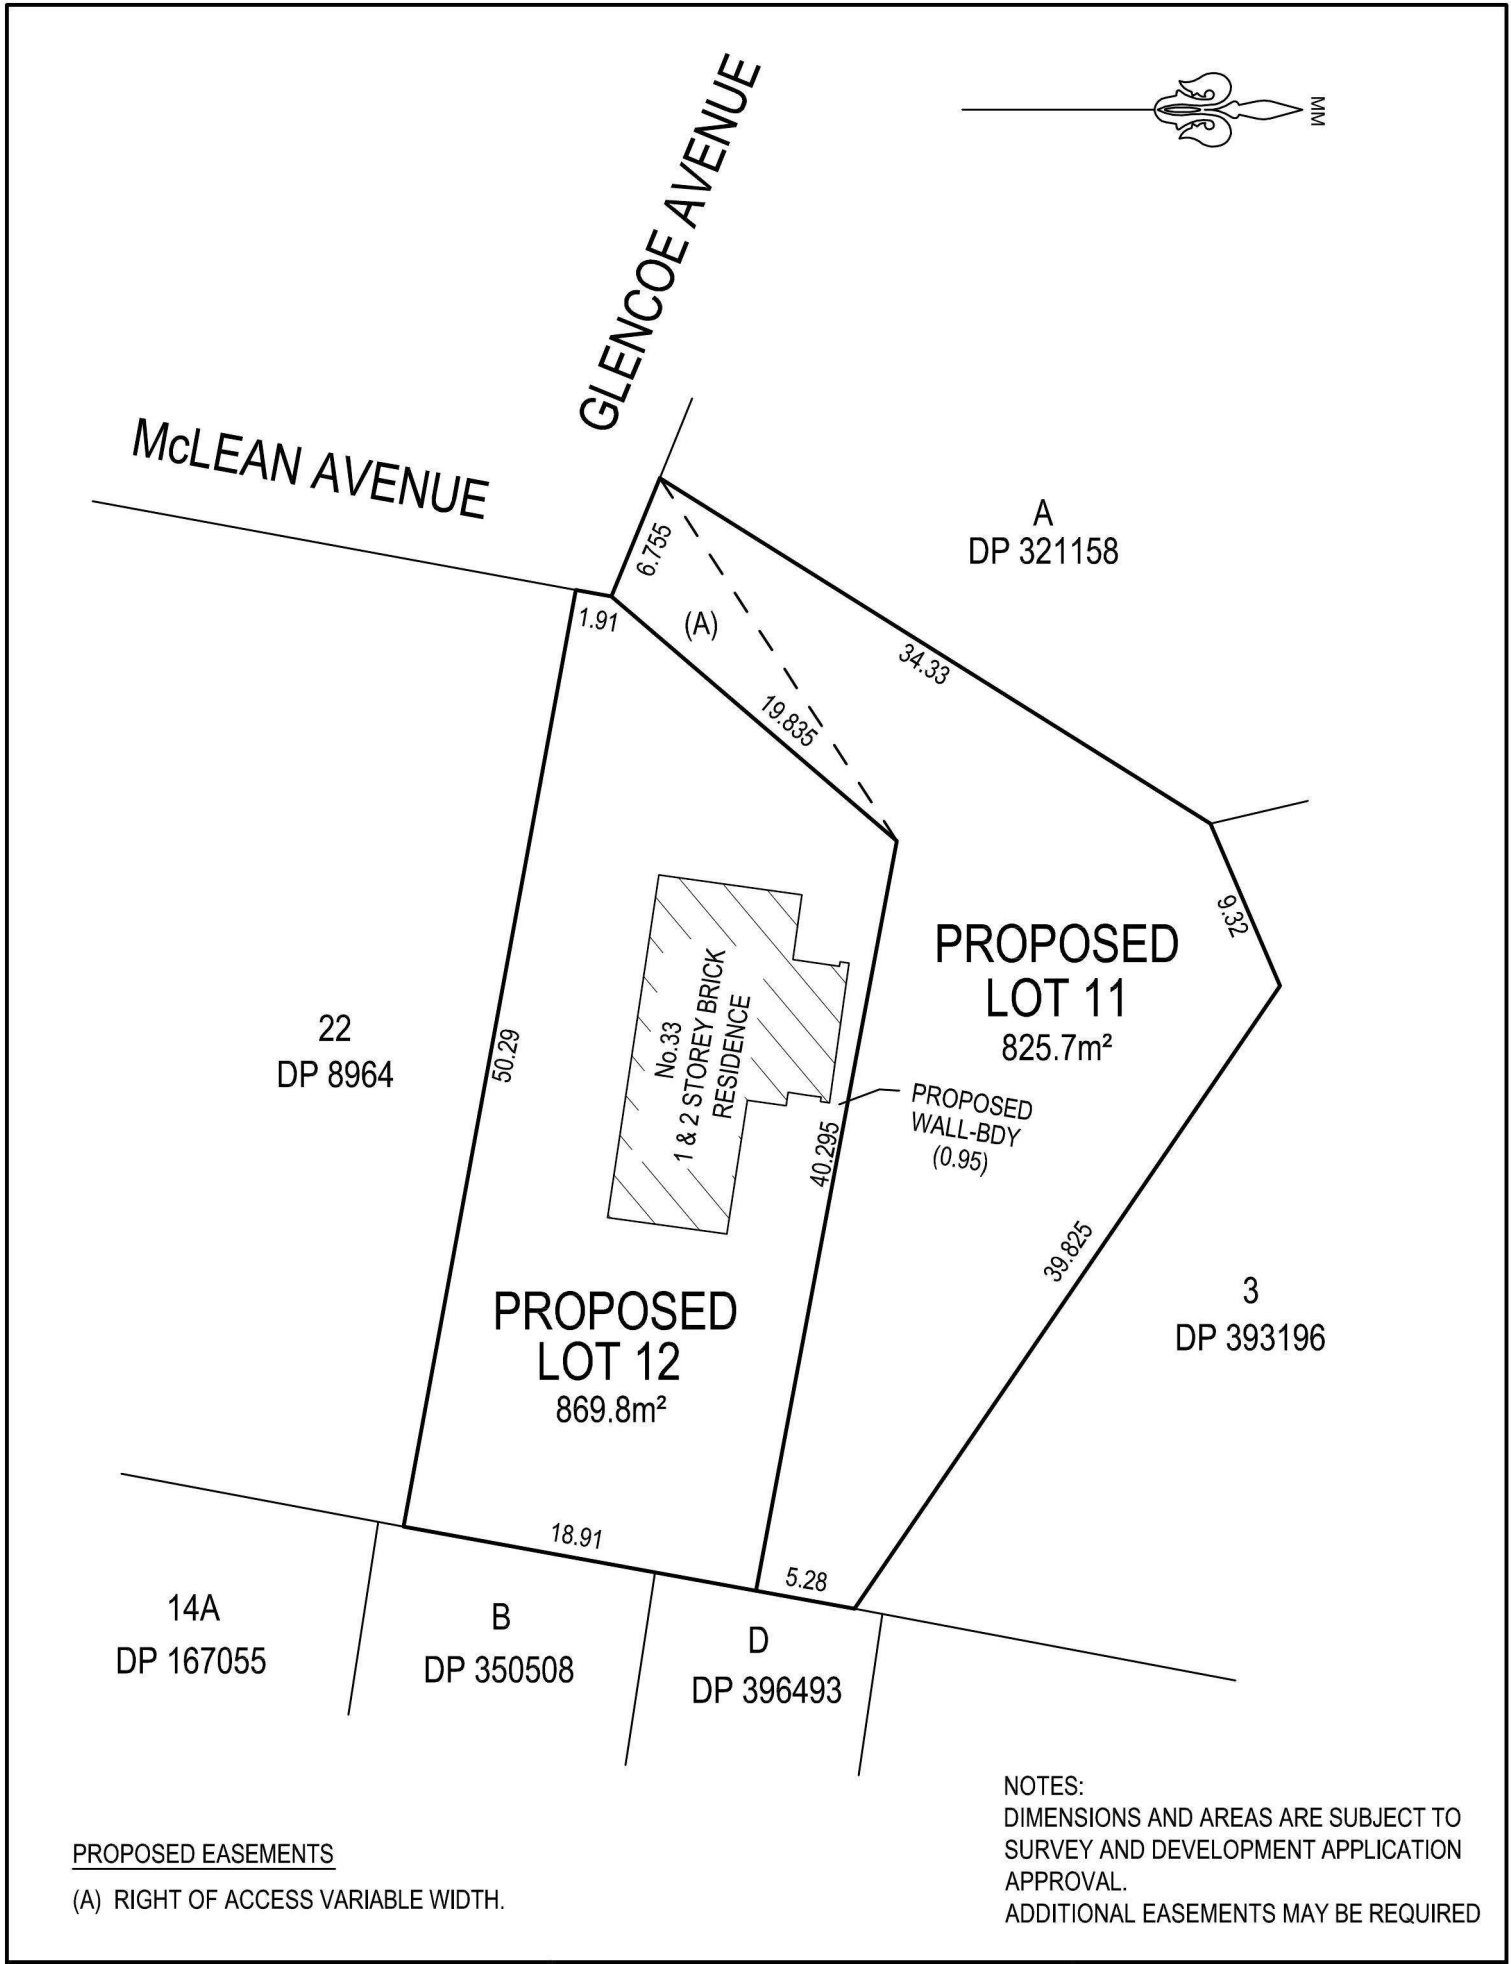 MM
GLENCOE AVENUE
McLEAN AVENUE
A
DP 321158
6.755
1.91
(A)
34.33
19.835
9.32
PROPOSED
LOT 11
825.7m²
22
DP 8964
50.29
No.33
1 & 2 STOREY BRICK
RESIDENCE
PROPOSED
WALL-BDY
(0.95)
40.295
39.825
3
DP 393196
PROPOSED
LOT 12
869.8m²
18.91
5.28
14A
DP 167055
B
DP 350508
D
DP 396493
NOTES:
DIMENSIONS AND AREAS ARE SUBJECT TO
SURVEY AND DEVELOPMENT APPLICATION
APPROVAL.
ADDITIONAL EASEMENTS MAY BE REQUIRED
PROPOSED EASEMENTS
(A) RIGHT OF ACCESS VARIABLE WIDTH.